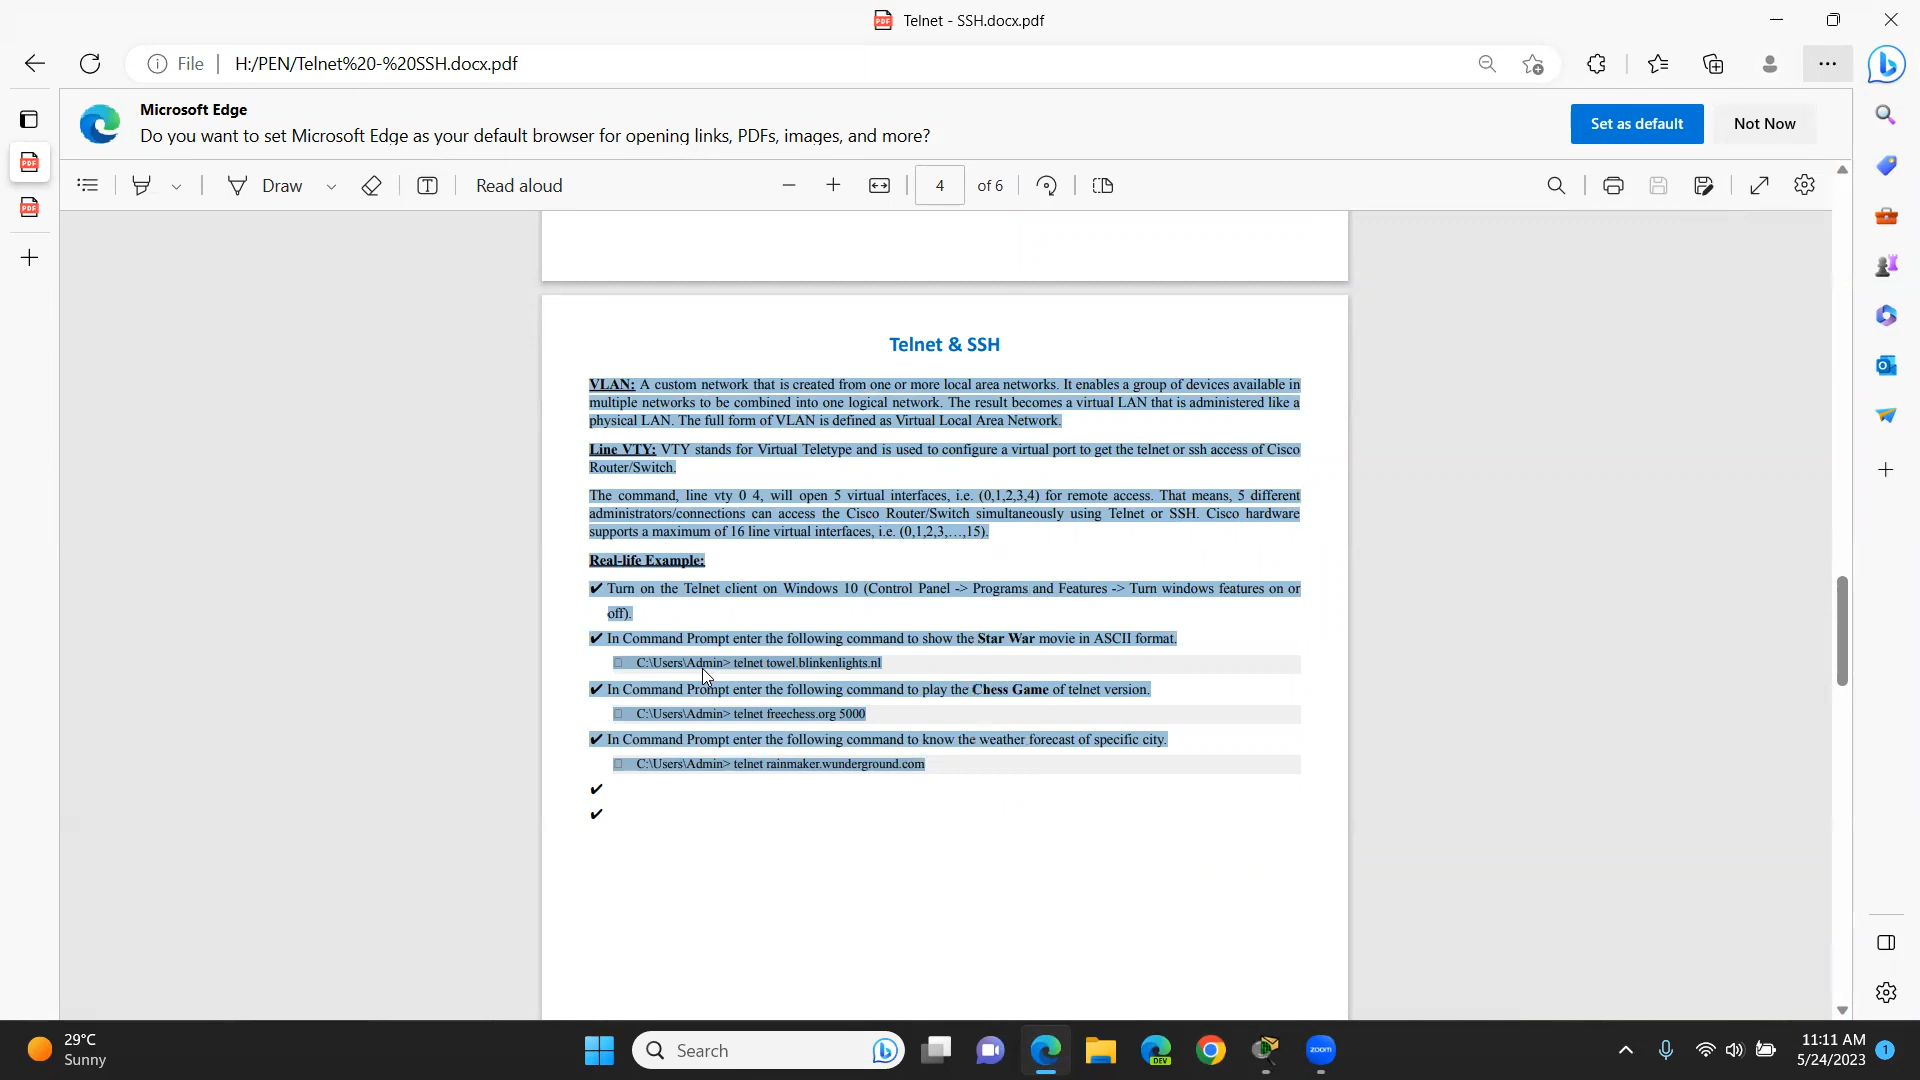 Telnet - SSH.docx.pdf
File
H:/PEN/Telnet%20-%20SSH.docx.pdf
Microsoft Edge
Do you want to set Microsoft Edge as your default browser for opening links, PDFs, images, and more?
Set as default
Not Now
Draw
Read aloud
4
of 6
Telnet & SSH
VLAN: A custom network that is created from one or more local area networks. It enables a group of devices available in
multiple networks to be combined into one logical network. The result becomes a virtual LAN that is administered like a
physical LAN. The full form of VLAN is defined as Virtual Local Area Network.
Line VTY: VTY stands for Virtual Teletype and is used to configure a virtual port to get the telnet or ssh access of Cisco
Router/Switch.
The command, line vty 0 4, will open 5 virtual interfaces, i.e. (0,1,2,3,4) for remote access. That means, 5 different
administrators/connections can access the Cisco Router/Switch simultaneously using Telnet or SSH. Cisco hardware
supports a maximum of 16 line virtual interfaces, i.e. (0,1,2,3,…,15).
Real-life Example:
✔ Turn on the Telnet client on Windows 10 (Control Panel -> Programs and Features -> Turn windows features on or
off).
✔ In Command Prompt enter the following command to show the Star War movie in ASCII format.
C:\Users\Admin> telnet towel.blinkenlights.nl
✔ In Command Prompt enter the following command to play the Chess Game of telnet version.
C:\Users\Admin> telnet freechess.org 5000
✔ In Command Prompt enter the following command to know the weather forecast of specific city.
C:\Users\Admin> telnet rainmaker.wunderground.com
✔
✔
29°C
Sunny
Search
DEV
zoom
11:11 AM
5/24/2023
1